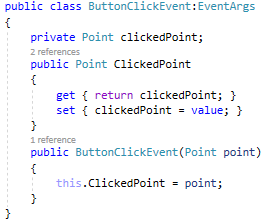 public class ButtonClickEvent:EventArgs
{
private Point clickedPoint;
2 references
public Point ClickedPoint
{
get { return clickedPoint; }
set { clickedPoint = value; }
}
1 reference
public ButtonClickEvent(Point point)
{
this.ClickedPoint = point;
}
}